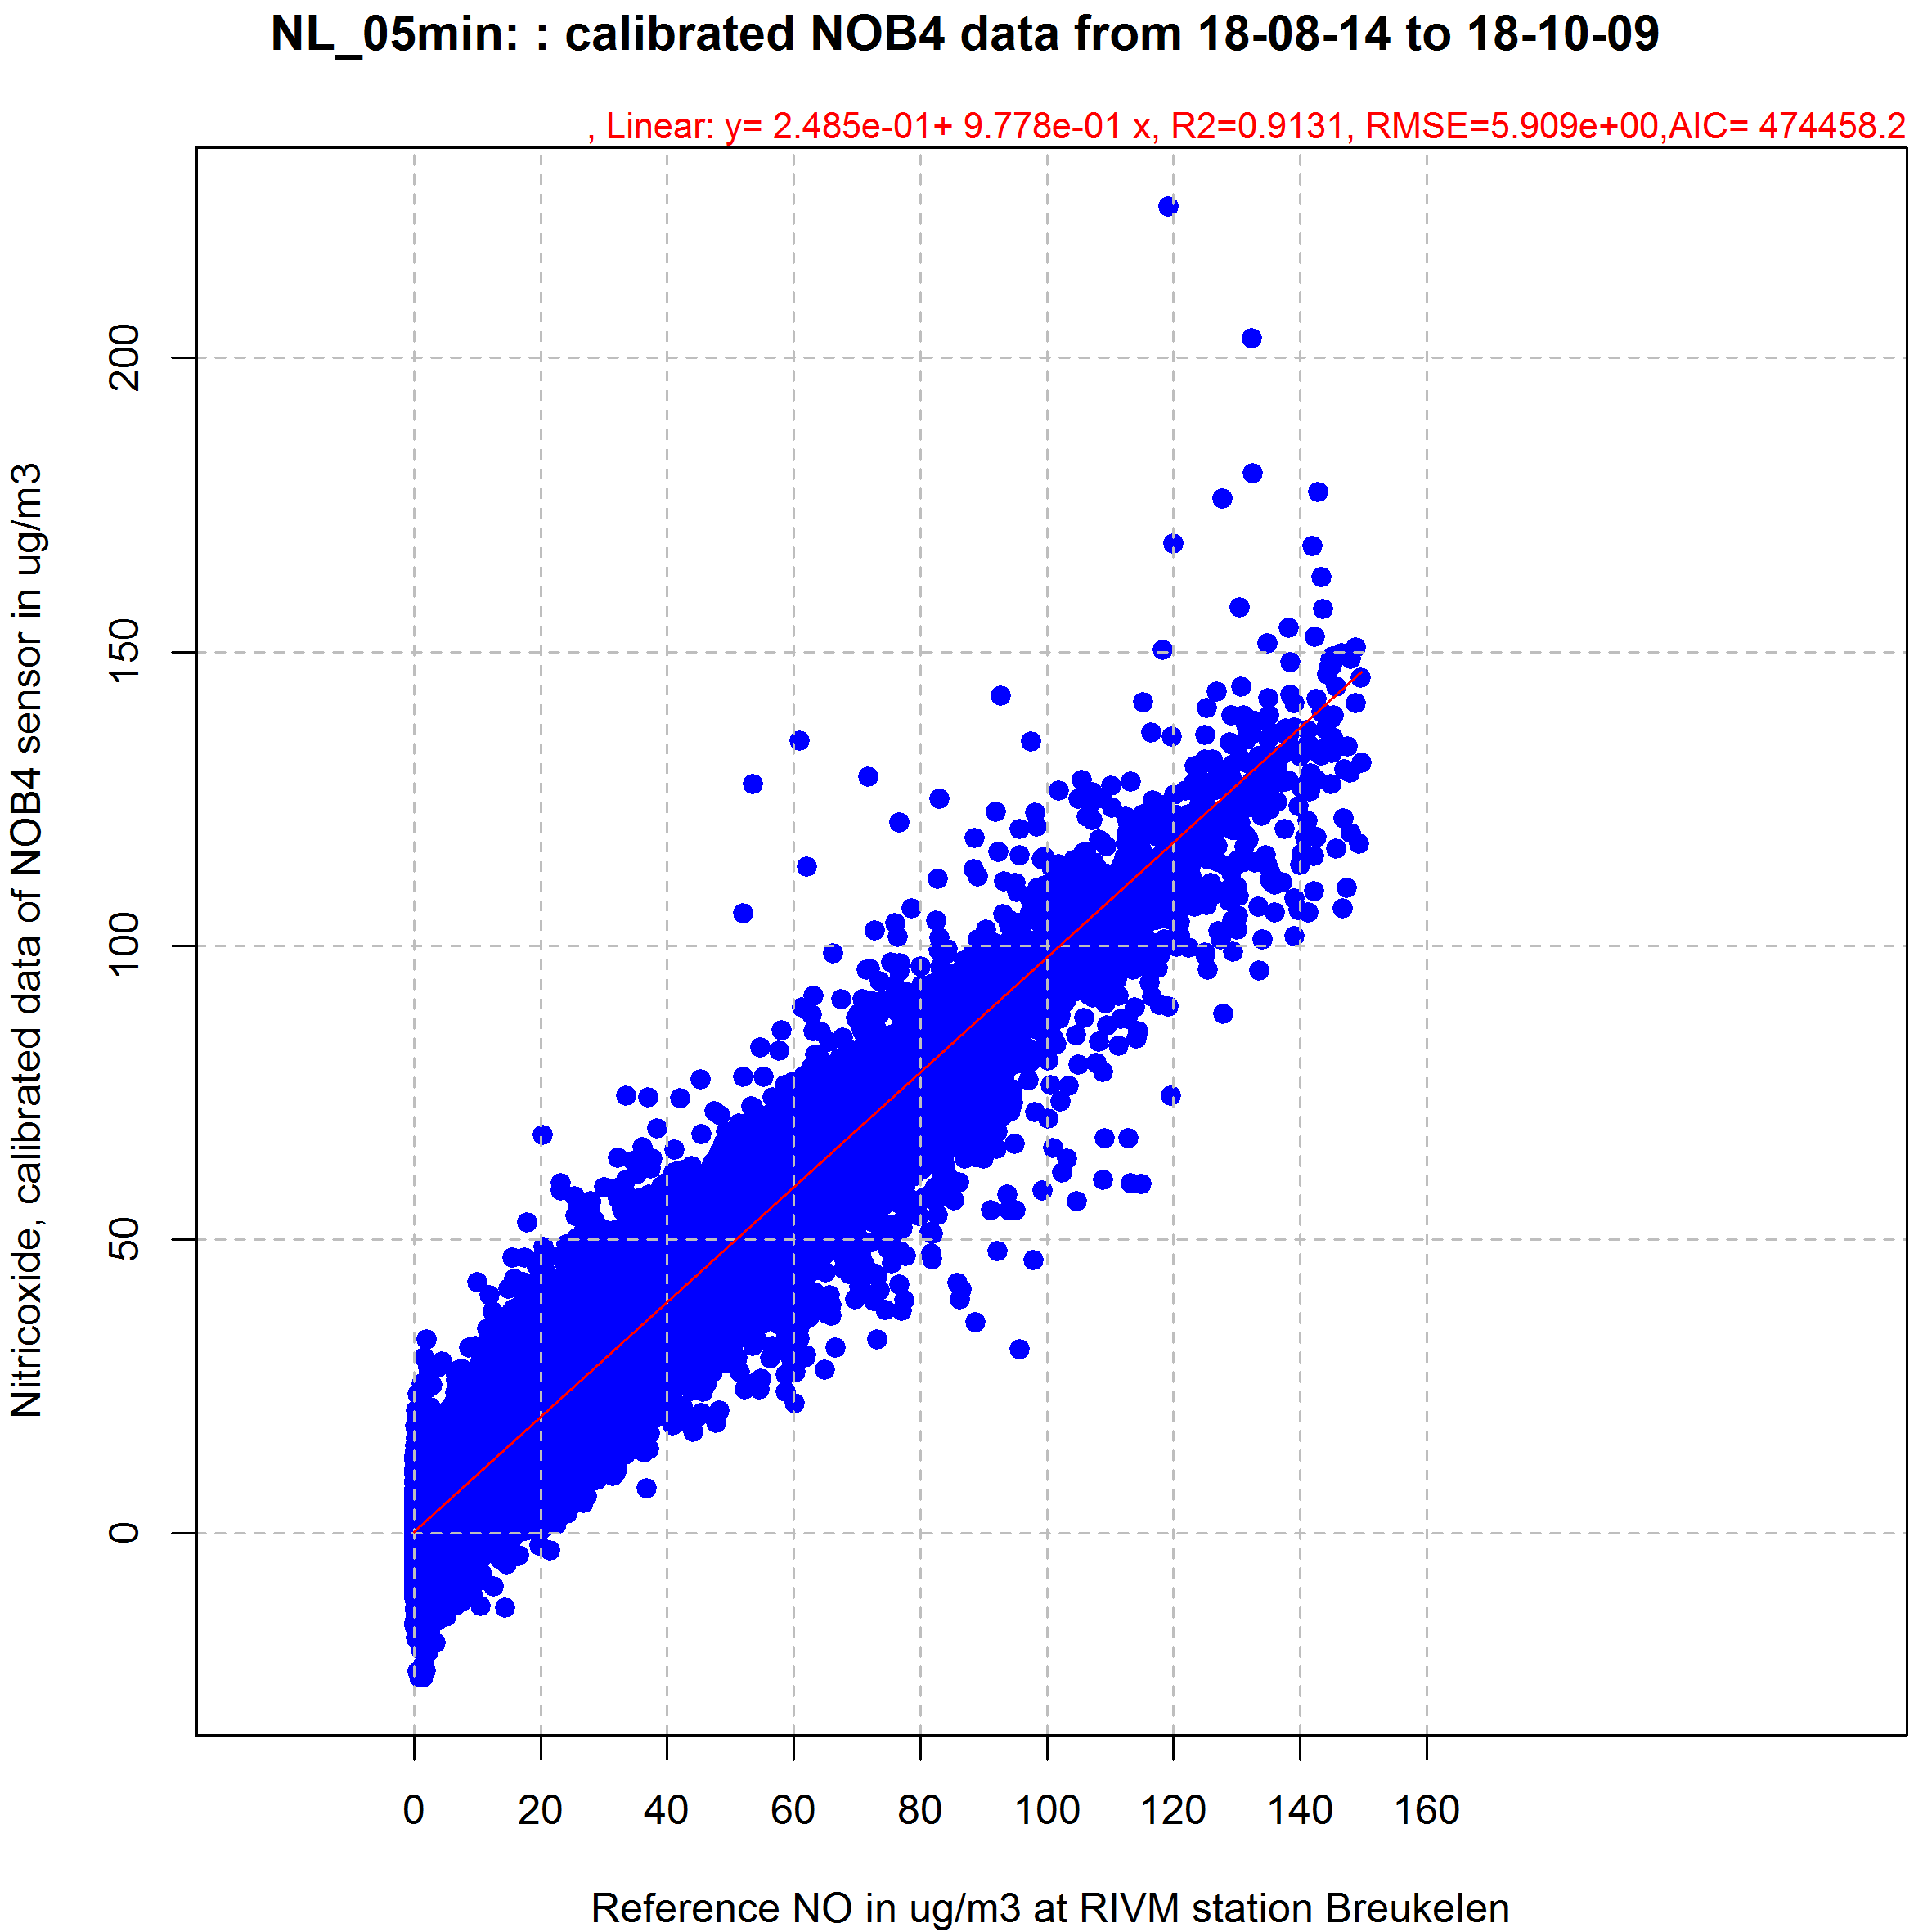 NL_05min: : calibrated NOB4 data from 18-08-14 to 18-10-09
, Linear: y= 2.485e-01+ 9.778e-01 x, R2=0.9131, RMSE=5.909e+00,AIC= 474458.2
Nitricoxide, calibrated data of NOB4 sensor in ug/m3
200
150
100
50
0
0 20 40 60 80 100 120 140 160
Reference NO in ug/m3 at RIVM station Breukelen